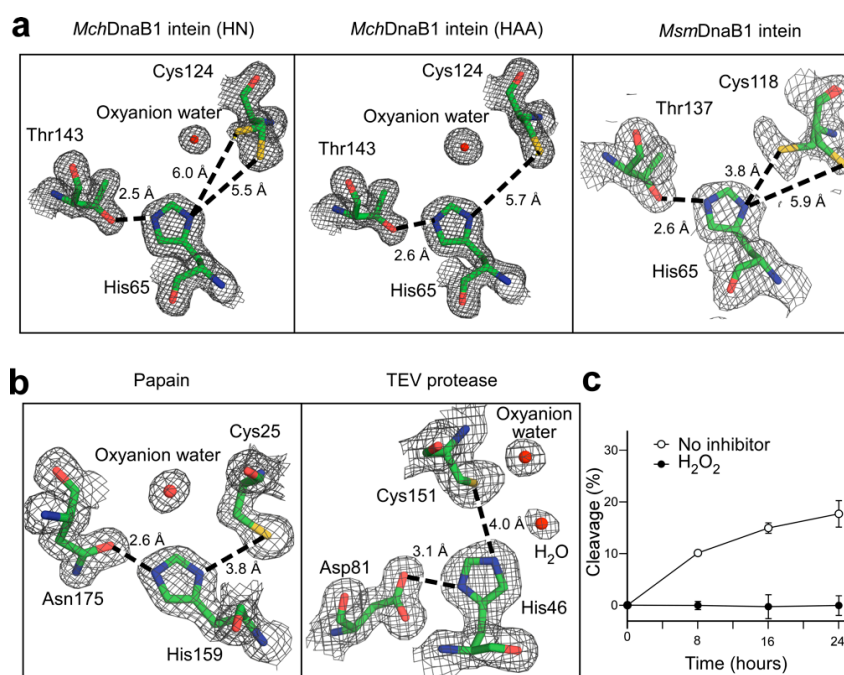 a
MchDnaB1 intein (HN)
Cys124
Oxyanion water
Thr143
6.0 Å
2.5 Å
5.5 Å
His65
MchDnaB1 intein (HAA)
Cys124
Oxyanion water
Thr143
5.7 Å
2.6 Å
His65
MsmDnaB1 intein
Cys118
Thr137
3.8 Å
5.9 Å
2.6 Å
His65
b
Papain
Cys25
Oxyanion water
2.6 Å
3.8 Å
Asn175
His159
TEV protease
Oxyanion
water
Cys151
4.0 Å
H2O
3.1 Å
Asp81
His46
c
No inhibitor
H2O2
Cleavage (%)
30
20
10
0
0
8
16
24
Time (hours)